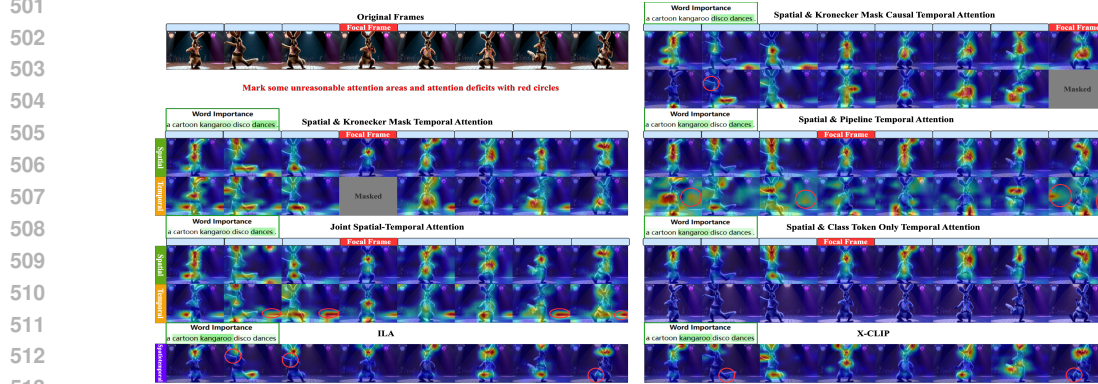 501
502
503
504
505
506
507
508
509
510
511
512
Original Frames
Focal Frame
Mark some unreasonable attention areas and attention deficits with red circles
Word Importance
a cartoon kangaroo disco dances.
Spatial & Kronecker Mask Temporal Attention
Focal Frame
Spatial
Temporal
Masked
Word Importance
a cartoon kangaroo disco dances.
Joint Spatial-Temporal Attention
Focal Frame
Spatial
Temporal
Word Importance
a cartoon kangaroo disco dances
ILA
Spatiotemporal
Word Importance
a cartoon kangaroo disco dances.
Spatial & Kronecker Mask Causal Temporal Attention
Focal Frame
Masked
Word Importance
a cartoon kangaroo disco dances.
Spatial & Pipeline Temporal Attention
Focal Frame
Word Importance
a cartoon kangaroo disco dances.
Spatial & Class Token Only Temporal Attention
Focal Frame
Word Importance
a cartoon kangaroo disco dances.
X-CLIP